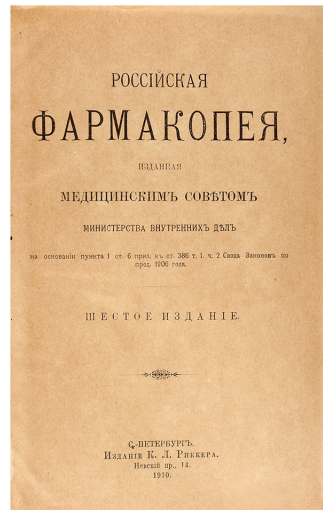 РОССІЙСКАЯ
ФАРМАКОПЕЯ,
ИЗДАННАЯ
МЕДИЦИНСКИМЪ СОВѢТОМЪ
МИНИСТЕРСТВА ВНУТРЕННИХЪ ДѢЛЪ
на основаніи пункта 1 ст. 6 прил. къ ст. 386 т. 1. ч. 2 Свода Законовъ по
прод. 1906 года.
ШЕСТОЕ ИЗДАНІЕ.
С.-ПЕТЕРБУРГЪ.
Изданіе К. Л. Риккера.
Невскій пр., 14.
1910.